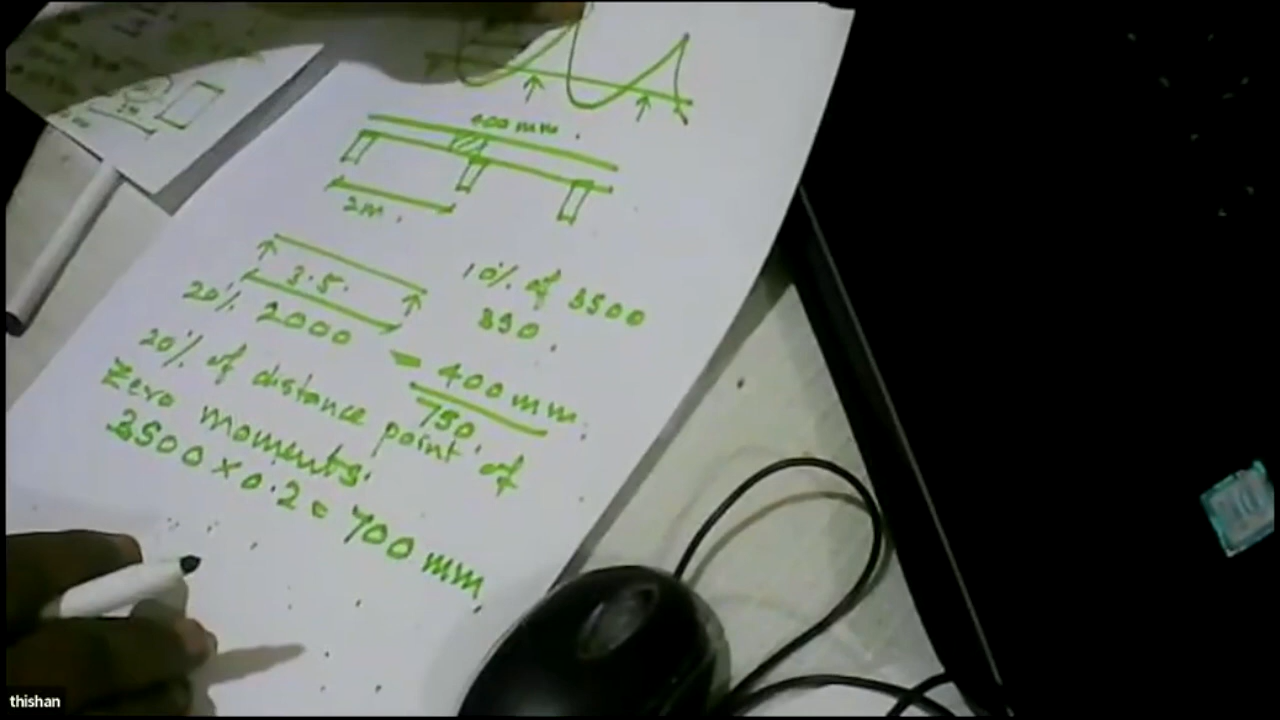 400 mm.
2m.
3.5.
10% of 3500
350.
20% 2000 = 400 mm.
750
20% of distance point of
Zero moments.
3500 x 0.2 = 700 mm
thishan